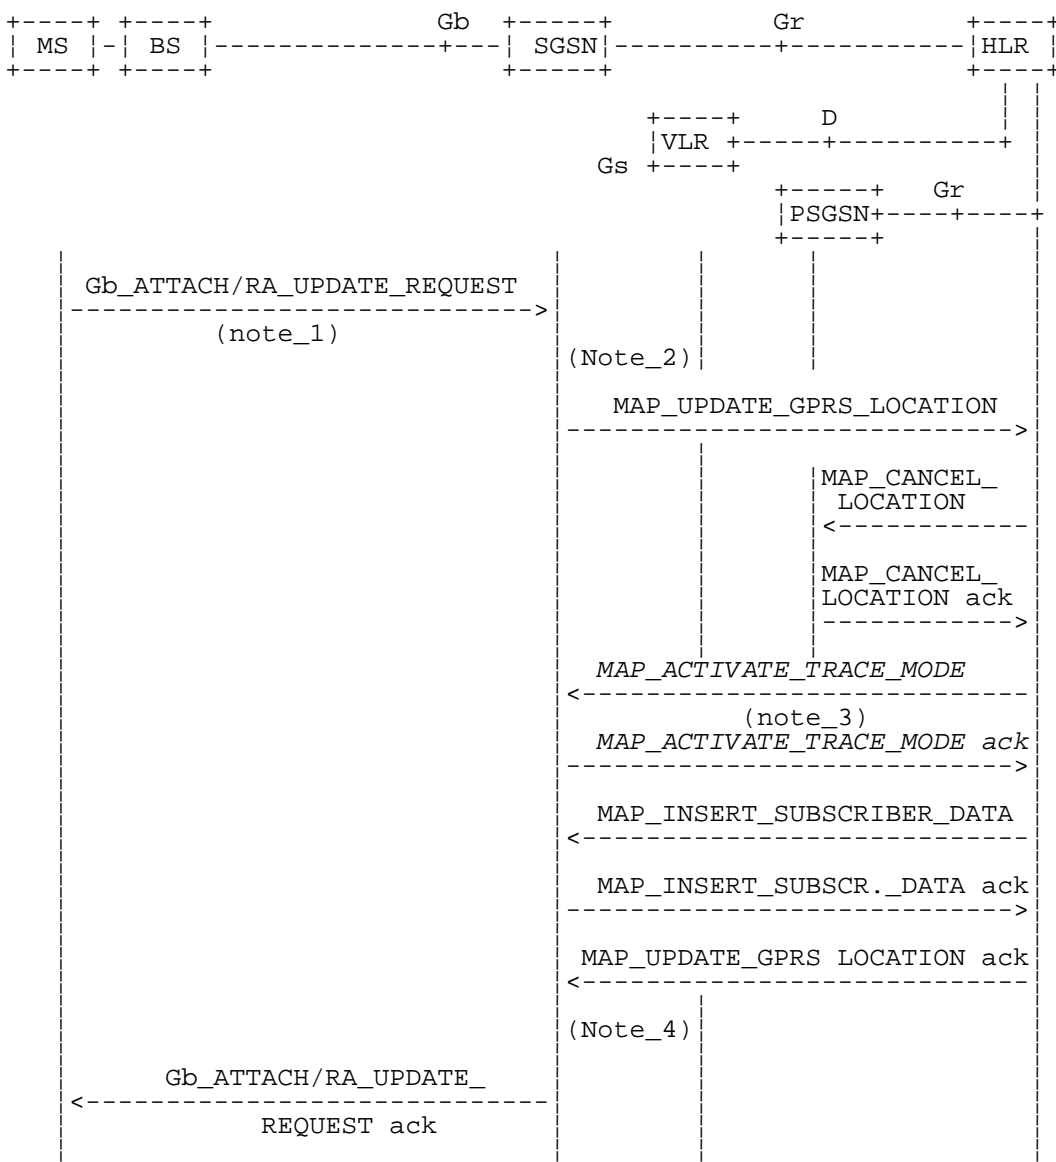 Gb Gr
MS BS SGSN HLR
D
VLR
Gs
Gr
PSGSN
Gb_ATTACH/RA_UPDATE_REQUEST
(note_1)
(Note_2)
MAP_UPDATE_GPRS_LOCATION
MAP_CANCEL_
LOCATION
MAP_CANCEL_
LOCATION ack
MAP_ACTIVATE_TRACE_MODE
(note_3)
MAP_ACTIVATE_TRACE_MODE ack
MAP_INSERT_SUBSCRIBER_DATA
MAP_INSERT_SUBSCR._DATA ack
MAP_UPDATE_GPRS LOCATION ack
(Note_4)
Gb_ATTACH/RA_UPDATE_
REQUEST ack